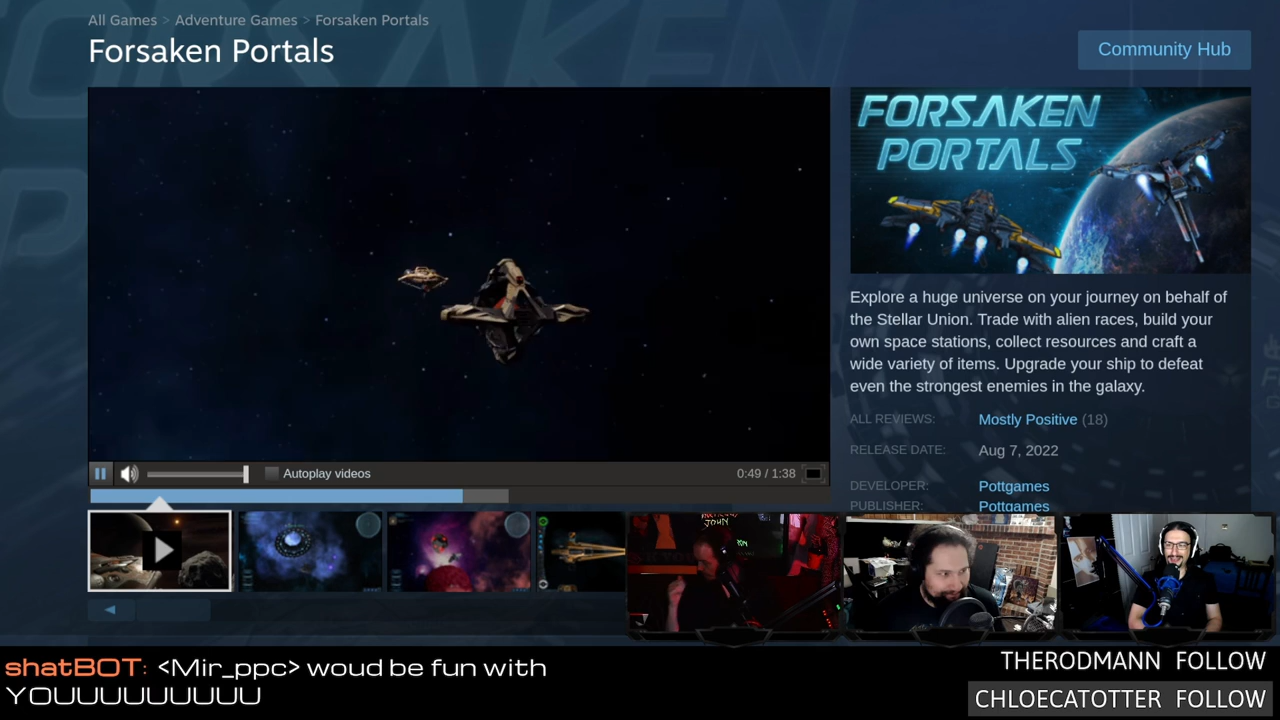 All Games > Adventure Games > Forsaken Portals
Forsaken Portals
Community Hub
FORSAKEN
PORTALS
Explore a huge universe on your journey on behalf of
the Stellar Union. Trade with alien races, build your
own space stations, collect resources and craft a
wide variety of items. Upgrade your ship to defeat
even the strongest enemies in the galaxy.
ALL REVIEWS: Mostly Positive (18)
RELEASE DATE: Aug 7, 2022
DEVELOPER: Pottgames
PUBLISHER: Pottgames
Autoplay videos
0:49 / 1:38
JOHN
shatBOT: <Mir_ppc> woud be fun with
YOUUUUUUUUUU
THERODMANN FOLLOW
CHLOECATOTTER FOLLOW